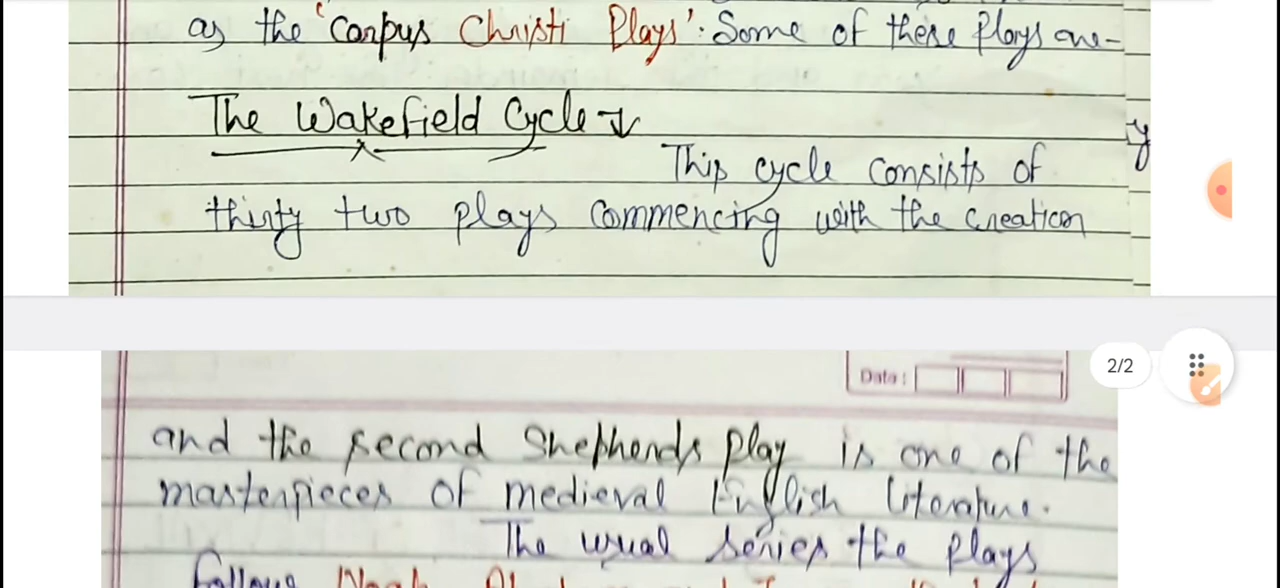 as the 'Corpus Christi Plays'. Some of these Plays are-
The Wakefield Cycle
y
This cycle consists of
thirty two plays commencing with the creation
2/2
Date:
and the second Shepherds play is one of the
masterpieces of medieval English literature.
The usual series the plays
follows Noah